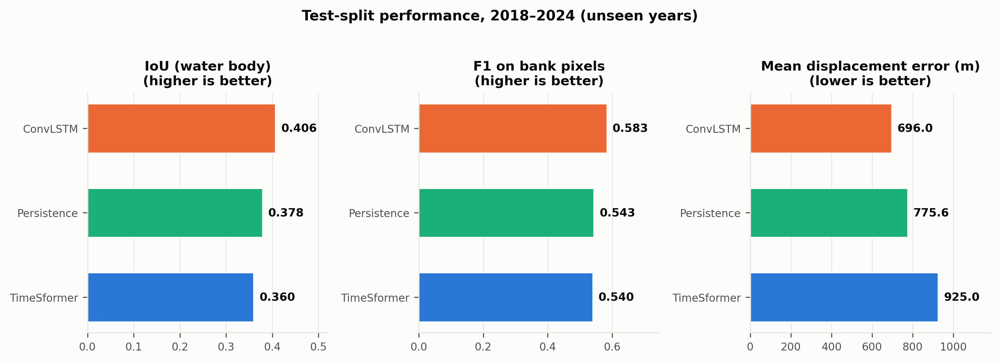 Test-split performance, 2018–2024 (unseen years)
IoU (water body)
(higher is better)
ConvLSTM
0.406
Persistence
0.378
TimeSformer
0.360
0.0 0.1 0.2 0.3 0.4 0.5
F1 on bank pixels
(higher is better)
ConvLSTM
0.583
Persistence
0.543
TimeSformer
0.540
0.0 0.2 0.4 0.6
Mean displacement error (m)
(lower is better)
ConvLSTM
696.0
Persistence
775.6
TimeSformer
925.0
0 200 400 600 800 1000